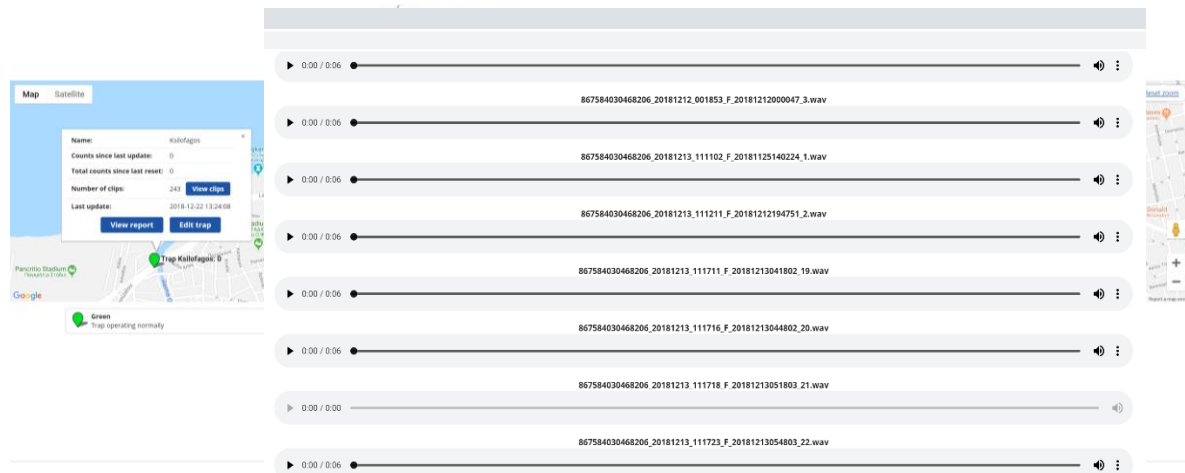 Map Satellite
Name: Ksilofagos ×
Counts since last update: 0
Total counts since last reset: 0
Number of clips: 243 View clips
Last update: 2018-12-22 13:24:08
View report Edit trap
Trap Ksilofagos: 0
Pancritio Stadium
Google
Green
Trap operating normally
0:00 / 0:06
867584030468206_20181212_001853_F_20181212000047_3.wav
0:00 / 0:06
867584030468206_20181213_111102_F_20181125140224_1.wav
0:00 / 0:06
867584030468206_20181213_111211_F_20181212194751_2.wav
0:00 / 0:06
867584030468206_20181213_111711_F_20181213041802_19.wav
0:00 / 0:06
867584030468206_20181213_111716_F_20181213044802_20.wav
0:00 / 0:06
867584030468206_20181213_111718_F_20181213051803_21.wav
0:00 / 0:00
867584030468206_20181213_111723_F_20181213054803_22.wav
0:00 / 0:06
eset zoom
+
−